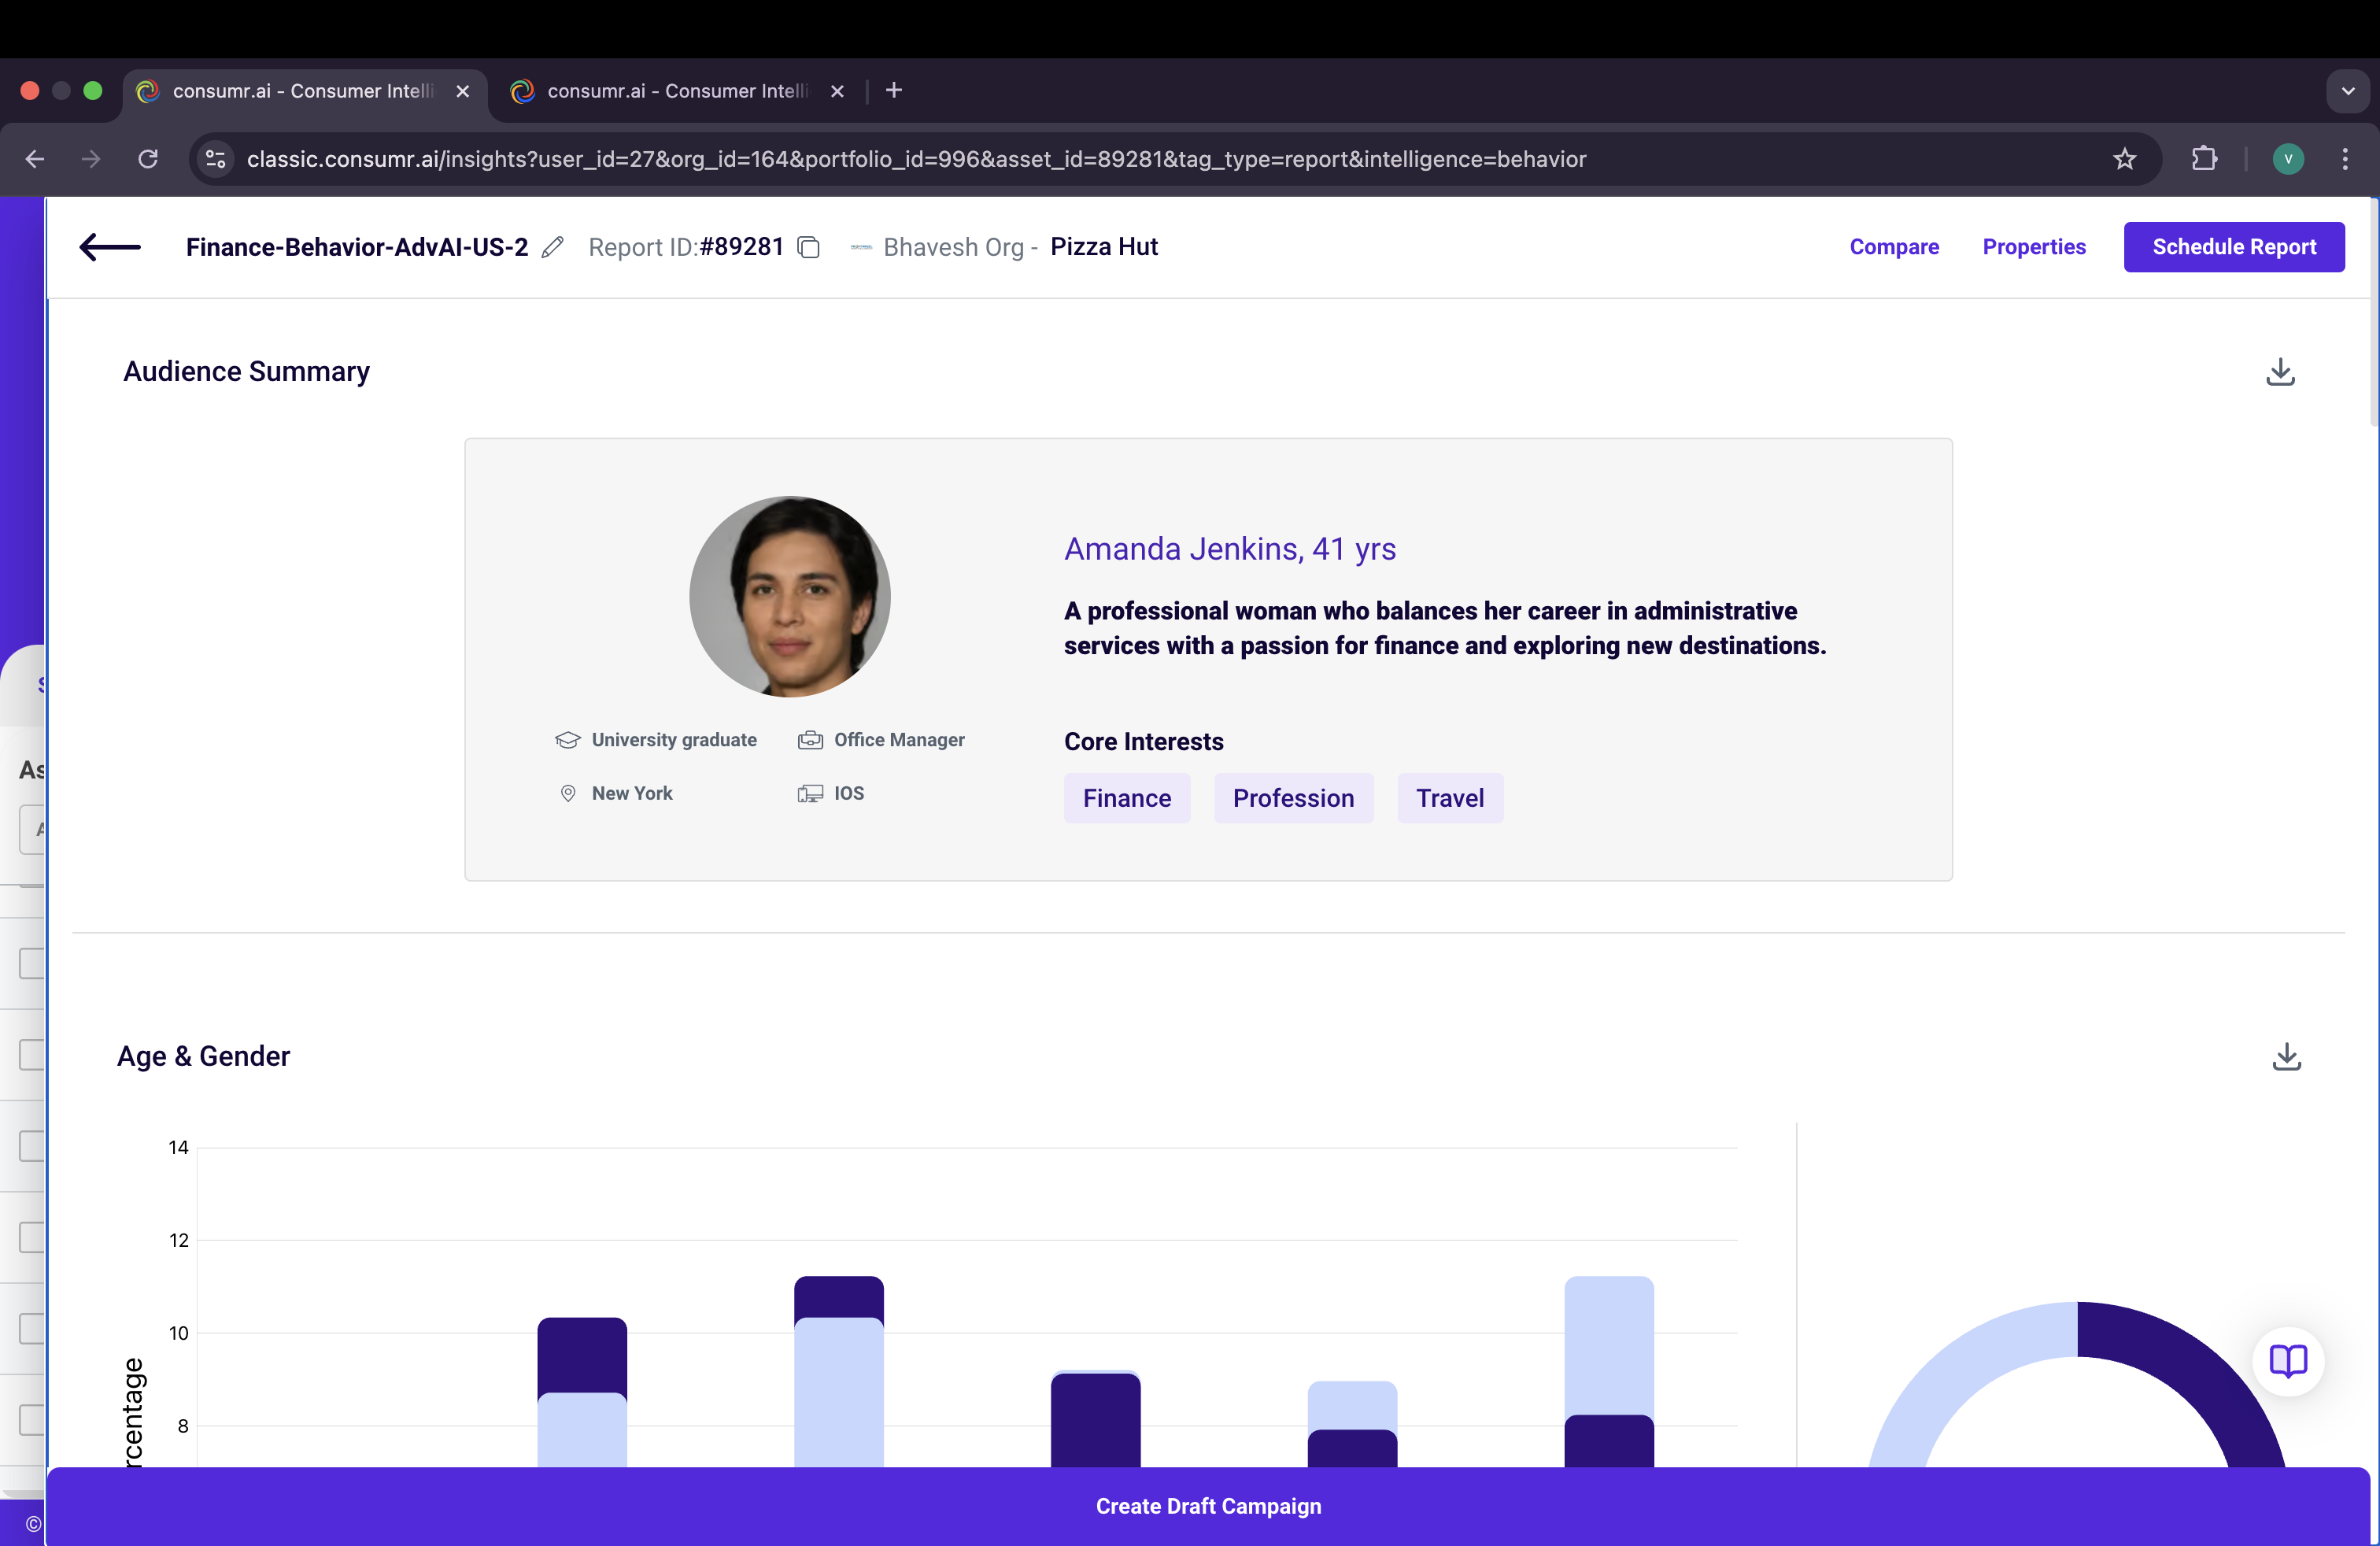 consumr.ai - Consumer Intelli
consumr.ai - Consumer Intelli
classic.consumr.ai/insights?user_id=27&org_id=164&portfolio_id=996&asset_id=89281&tag_type=report&intelligence=behavior
V
Finance-Behavior-AdvAI-US-2 Report ID:#89281 Bhavesh Org - Pizza Hut
Compare Properties Schedule Report
Audience Summary
Amanda Jenkins, 41 yrs
A professional woman who balances her career in administrative
services with a passion for finance and exploring new destinations.
University graduate Office Manager
New York IOS
Core Interests
Finance Profession Travel
As
Age & Gender
14
12
10
8
rcentage
Create Draft Campaign
©